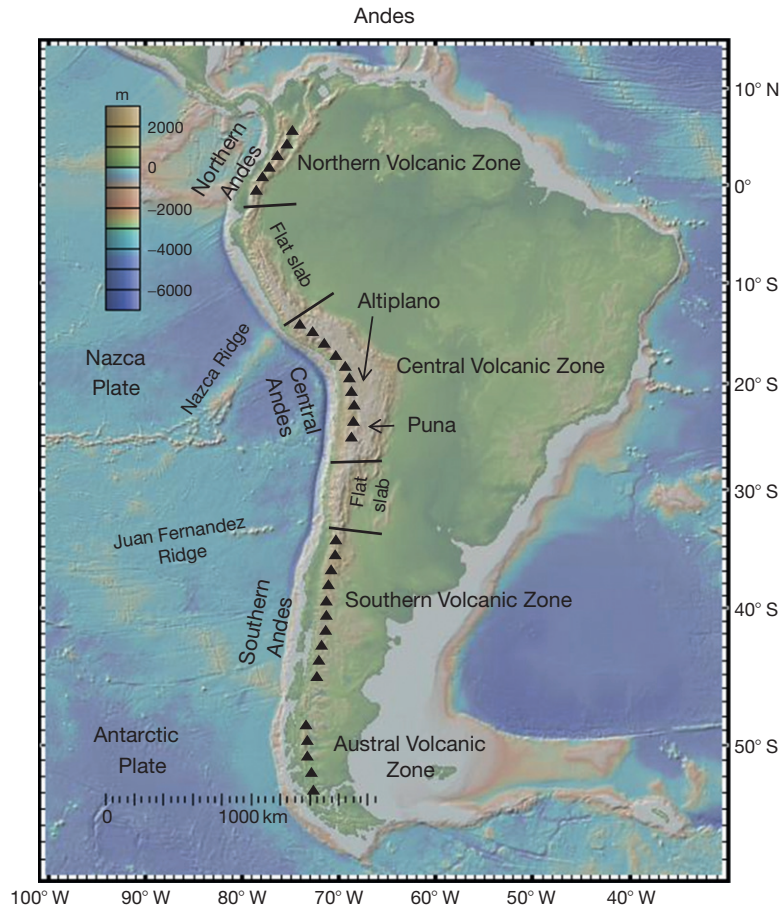 Andes
m
2000
0
−2000
−4000
−6000
10° N
0°
10° S
20° S
30° S
40° S
50° S
Northern
Andes
Northern Volcanic Zone
Flat slab
Altiplano
Nazca
Plate
Nazca Ridge
Central
Andes
Central Volcanic Zone
Puna
Flat
slab
Juan Fernandez
Ridge
Southern
Andes
Southern Volcanic Zone
Antarctic
Plate
Austral Volcanic
Zone
0 1000 km
100° W 90° W 80° W 70° W 60° W 50° W 40° W